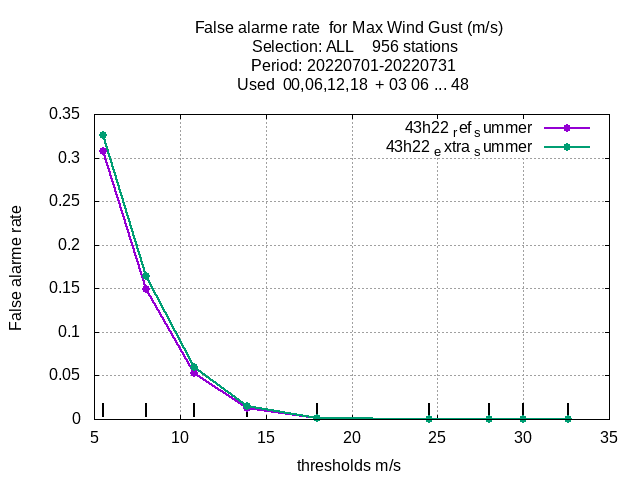 False alarme rate  for Max Wind Gust (m/s)
Selection: ALL    956 stations
Period: 20220701-20220731
Used  00,06,12,18  + 03 06 ... 48
43h22 ref summer
43h22 extra summer
0.35
0.3
0.25
0.2
0.15
0.1
0.05
0
False alarme rate
5 10 15 20 25 30 35
thresholds m/s